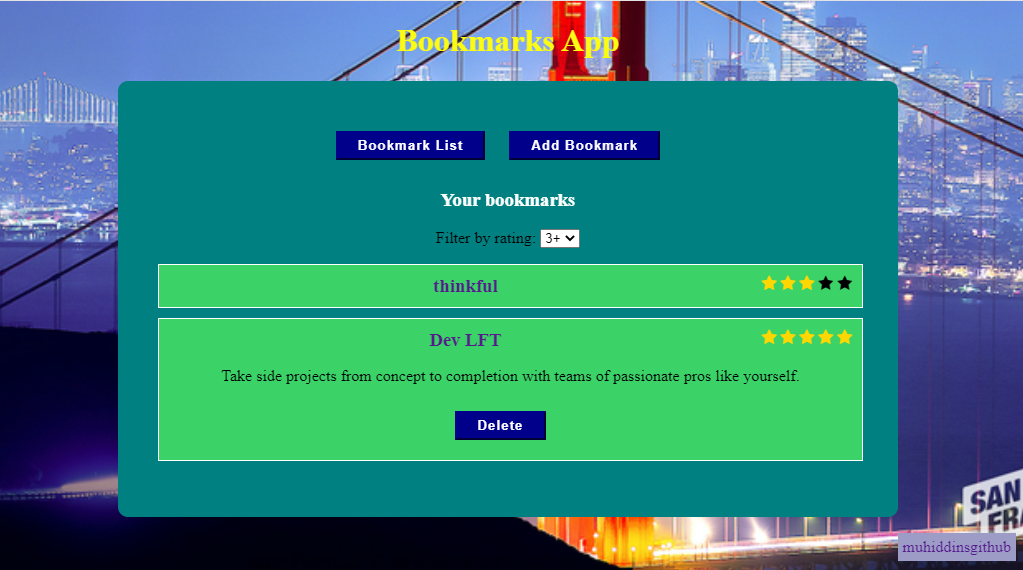 Bookmarks App
Bookmark List Add Bookmark
Your bookmarks
Filter by rating: 3+
thinkful
Dev LFT
Take side projects from concept to completion with teams of passionate pros like yourself.
Delete
SAN
FRA
muhiddinsgithub